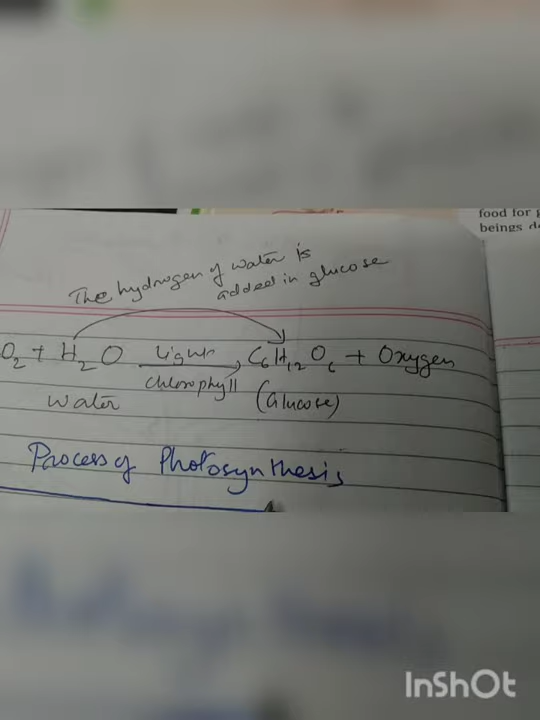 food for
beings d
The hydrogen of water is
added in glucose
O2 + H2O Light C6H12O6 + Oxygen
chlorophyll
water (Glucose)
Process of Photosynthesis
InShOt